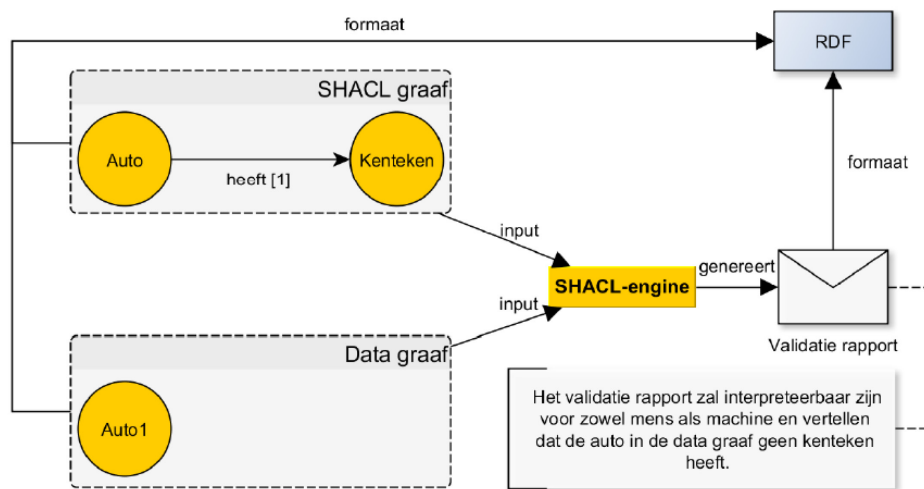 formaat
RDF
SHACL graaf
Auto
Kenteken
heeft [1]
formaat
input
SHACL-engine
genereert
input
Validatie rapport
Data graaf
Auto1
Het validatie rapport zal interpreteerbaar zijn
voor zowel mens als machine en vertellen
dat de auto in de data graaf geen kenteken
heeft.